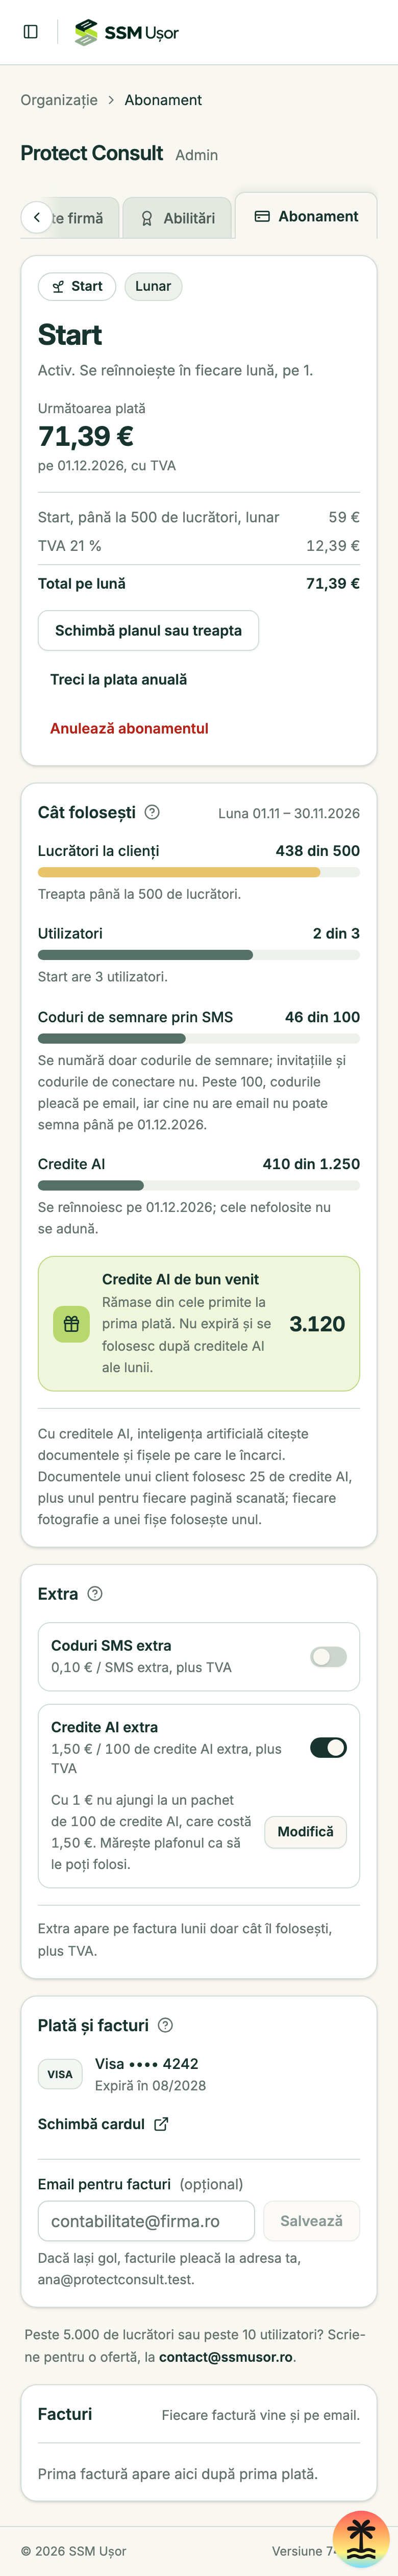 SSM Ușor
Organizație > Abonament
Protect Consult Admin
te firmă
Abilități
Abonament
Start
Lunar
Start
Activ. Se reînnoiește în fiecare lună, pe 1.
Următoarea plată
71,39 €
pe 01.12.2026, cu TVA
Start, până la 500 de lucrători, lunar 59 €
TVA 21 % 12,39 €
Total pe lună 71,39 €
Schimbă planul sau treapta
Treci la plata anuală
Anulează abonamentul
Cât folosești Luna 01.11 – 30.11.2026
Lucrători la clienți 438 din 500
Treapta până la 500 de lucrători.
Utilizatori 2 din 3
Start are 3 utilizatori.
Coduri de semnare prin SMS 46 din 100
Se numără doar codurile de semnare; invitațiile și
codurile de conectare nu. Peste 100, codurile
pleacă pe email, iar cine nu are email nu poate
semna până pe 01.12.2026.
Credite AI 410 din 1.250
Se reînnoiesc pe 01.12.2026; cele nefolosite nu
se adună.
Credite AI de bun venit
Rămase din cele primite la
prima plată. Nu expiră și se
folosesc după creditele AI
ale lunii.
3.120
Cu creditele AI, inteligența artificială citește
documentele și fișele pe care le încarci.
Documentele unui client folosesc 25 de credite AI,
plus unul pentru fiecare pagină scanată; fiecare
fotografie a unei fișe folosește unul.
Extra
Coduri SMS extra
0,10 € / SMS extra, plus TVA
Credite AI extra
1,50 € / 100 de credite AI extra, plus
TVA
Cu 1 € nu ajungi la un pachet
de 100 de credite AI, care costă
1,50 €. Mărește plafonul ca să
le poți folosi.
Modifică
Extra apare pe factura lunii doar cât îl folosești,
plus TVA.
Plată și facturi
VISA
Visa •••• 4242
Expiră în 08/2028
Schimbă cardul
Email pentru facturi (opțional)
contabilitate@firma.ro
Salvează
Dacă lași gol, facturile pleacă la adresa ta,
ana@protectconsult.test.
Peste 5.000 de lucrători sau peste 10 utilizatori? Scrie-
ne pentru o ofertă, la contact@ssmusor.ro.
Facturi Fiecare factură vine și pe email.
Prima factură apare aici după prima plată.
© 2026 SSM Ușor
Versiune